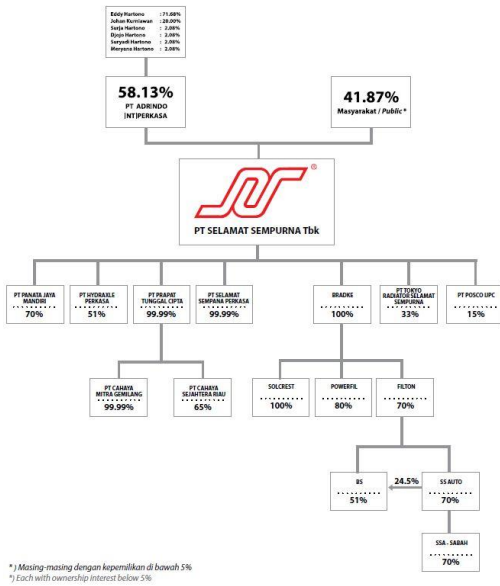 Eddy Hartono : 71.68%
Johan Kurniawan : 20.00%
Surja Hartono : 2.08%
Djojo Hartono : 2.08%
Suryadi Hartono : 2.08%
Maryana Hartono : 2.08%
58.13%
PT ADRINDO
INTIPERKASA
41.87%
Masyarakat / Public *
®
PT SELAMAT SEMPURNA Tbk
PT PANATA JAYA MANDIRI
70%
PT HYDRAXLE PERKASA
51%
PT PRAPAT TUNGGAL CIPTA
99.99%
PT SELAMAT SEMPANA PERKASA
99.99%
BRADKE
100%
PT TOKYO RADIATOR SELAMAT SEMPURNA
33%
PT POSCO IJPC
15%
PT CAHAYA MITRA GEMILANG
99.99%
PT CAHAYA SEJAHTERA RIAU
65%
SOLCREST
100%
POWERFIL
80%
FILTON
70%
BS
51%
24.5%
SS AUTO
70%
SSA - SABAH
70%
* ) Masing-masing dengan kepemilikan di bawah 5%
*) Each with ownership interest below 5%